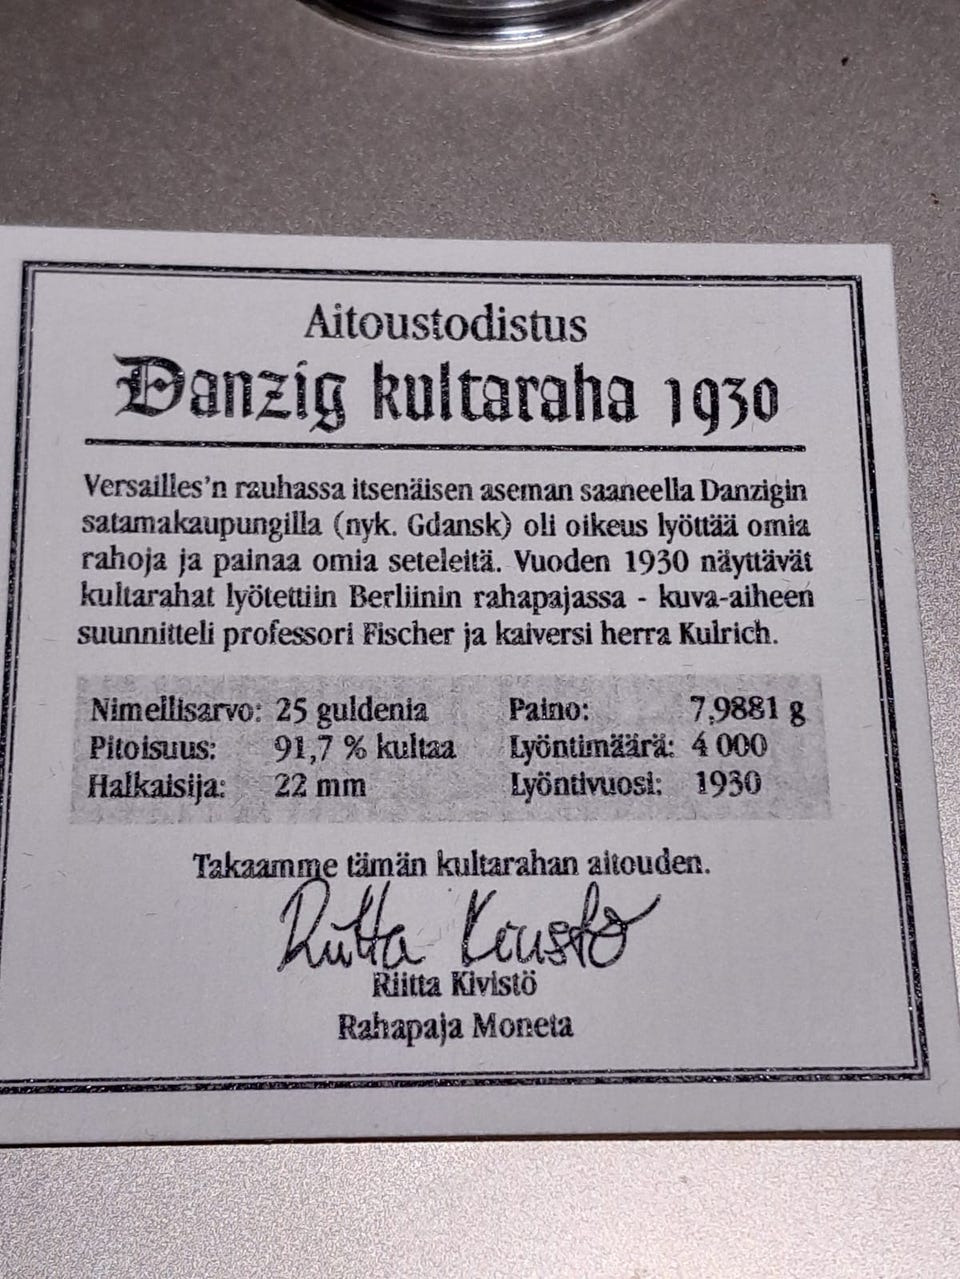 Aitoustodistus
Danzig kultaraha 1930
Versailles'n rauhassa itsenäisen aseman saaneella Danzigin
satamakaupungilla (nyk. Gdansk) oli oikeus lyöttää omia
rahoja ja painaa omia seteleitä. Vuoden 1930 näyttävät
kultarahat lyötettiin Berliinin rahapajassa - kuva-aiheen
suunnitteli professori Fischer ja kaiversi herra Kulrich.
Nimellisarvo: 25 guldenia Paino: 7,9881 g
Pitoisuus: 91,7 % kultaa Lyöntimäärä: 4 000
Halkaisija: 22 mm Lyöntivuosi: 1930
Takaamme tämän kultarahan aitouden.
Riitta Kivistö
Riitta Kivistö
Rahapaja Moneta